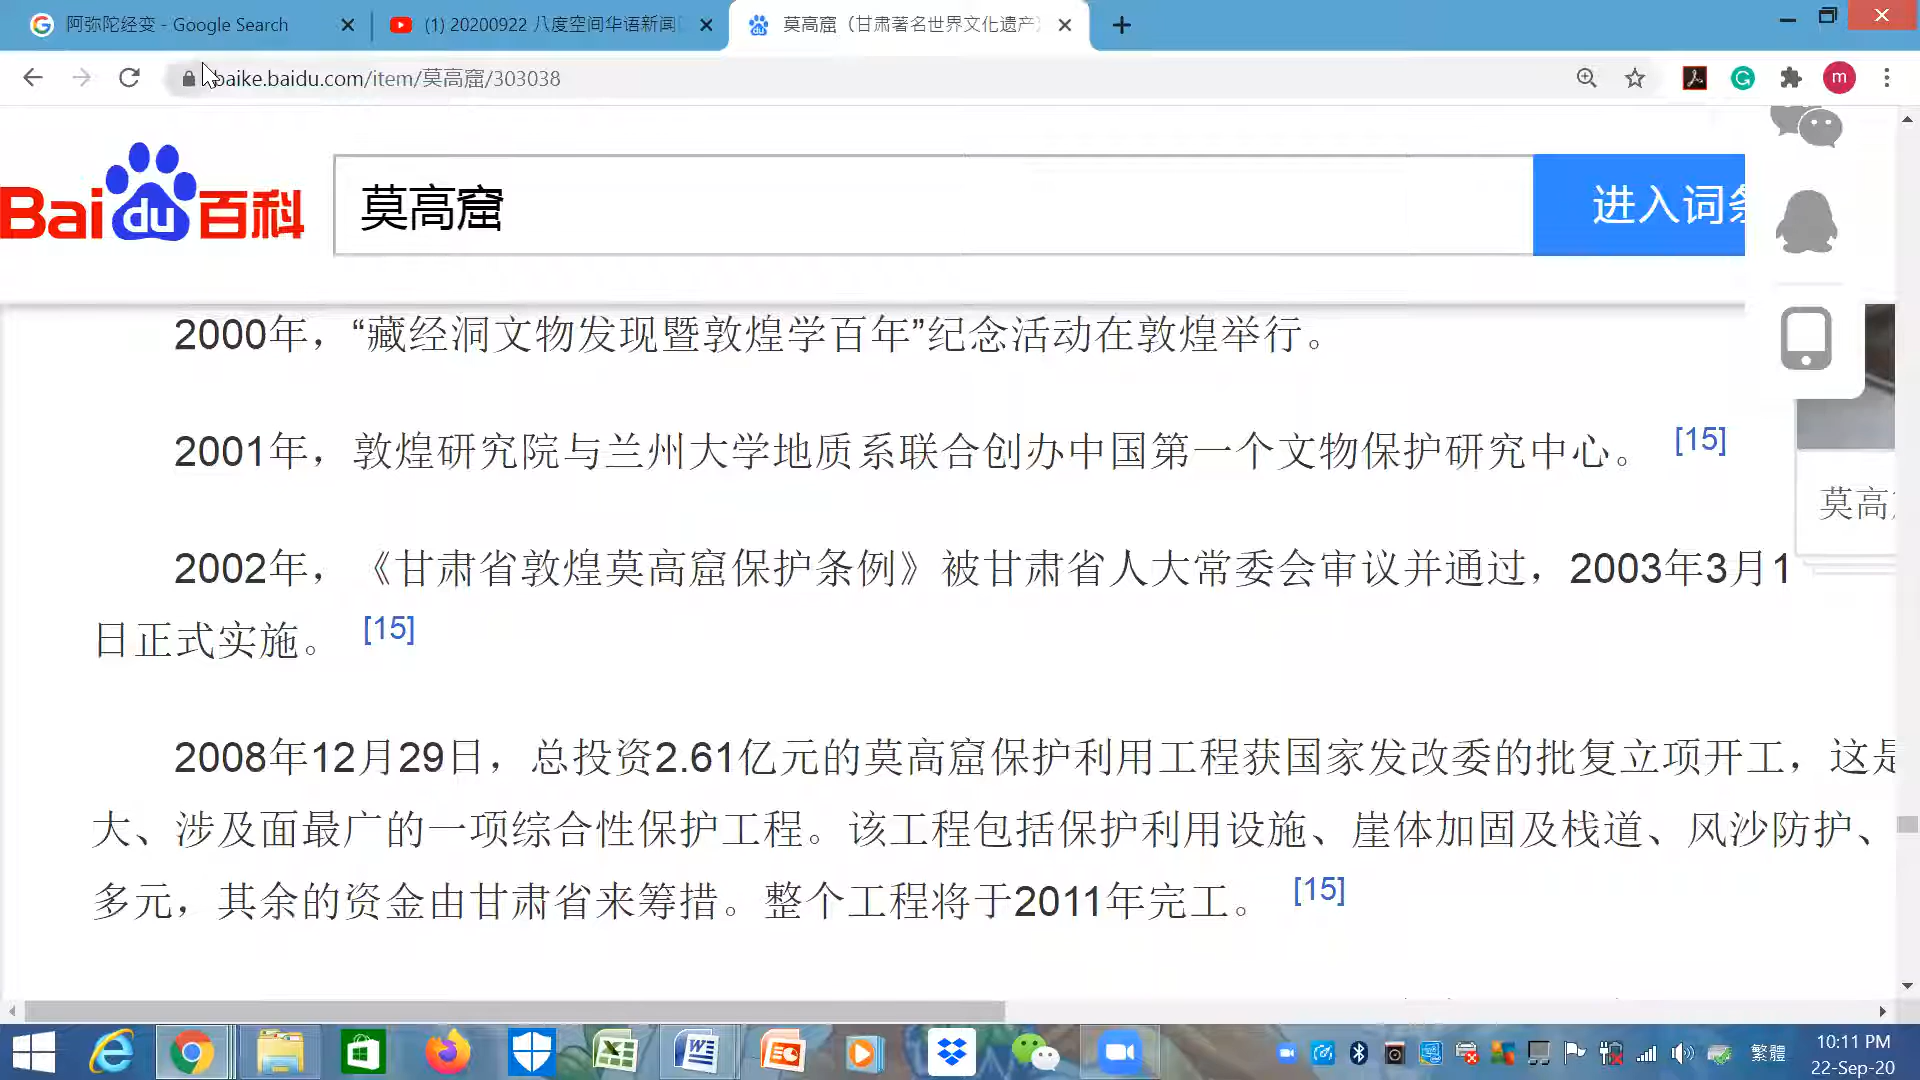 阿弥陀经变 - Google Search
(1) 20200922 八度空间华语新闻
莫高窟（甘肃著名世界文化遗产）
baike.baidu.com/item/莫高窟/303038
m
Bai du 百科
莫高窟
进入词条
2000年，“藏经洞文物发现暨敦煌学百年”纪念活动在敦煌举行。
2001年，敦煌研究院与兰州大学地质系联合创办中国第一个文物保护研究中心。 [15]
莫高
2002年，《甘肃省敦煌莫高窟保护条例》被甘肃省人大常委会审议并通过，2003年3月1
日正式实施。 [15]
2008年12月29日，总投资2.61亿元的莫高窟保护利用工程获国家发改委的批复立项开工，这是
大、涉及面最广的一项综合性保护工程。该工程包括保护利用设施、崖体加固及栈道、风沙防护、
多元，其余的资金由甘肃省来筹措。整个工程将于2011年完工。 [15]
繁體
10:11 PM
22-Sep-20